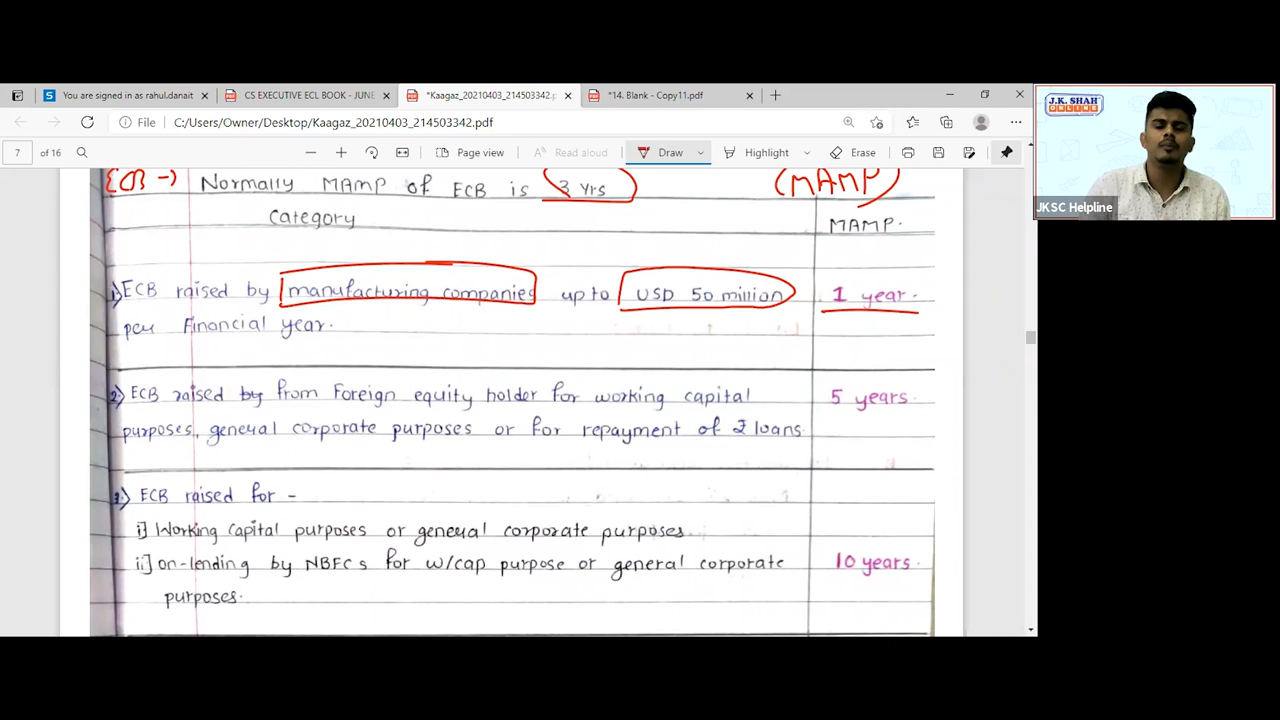 You are signed in as rahul.danait
CS EXECUTIVE ECL BOOK - JUNE
*Kaagaz_20210403_214503342.p
*14. Blank - Copy11.pdf
File C:/Users/Owner/Desktop/Kaagaz_20210403_214503342.pdf
7 of 16 Page view Read aloud Draw Highlight Erase
J.K. SHAH
ONLINE
JKSC Helpline
ECB → Normally MAMP of ECB is 3 Yrs (MAMP)
Category MAMP.
1) ECB raised by manufacturing companies up to USD 50 million 1 year.
per Financial year.
2) ECB raised by from Foreign equity holder for working capital 5 years.
purposes, general corporate purposes or for repayment of ₹ loans.
3) ECB raised for -
i] Working Capital purposes or general corporate purposes.
ii] on-lending by NBFCs for w/cap purpose or general corporate 10 years.
purposes.